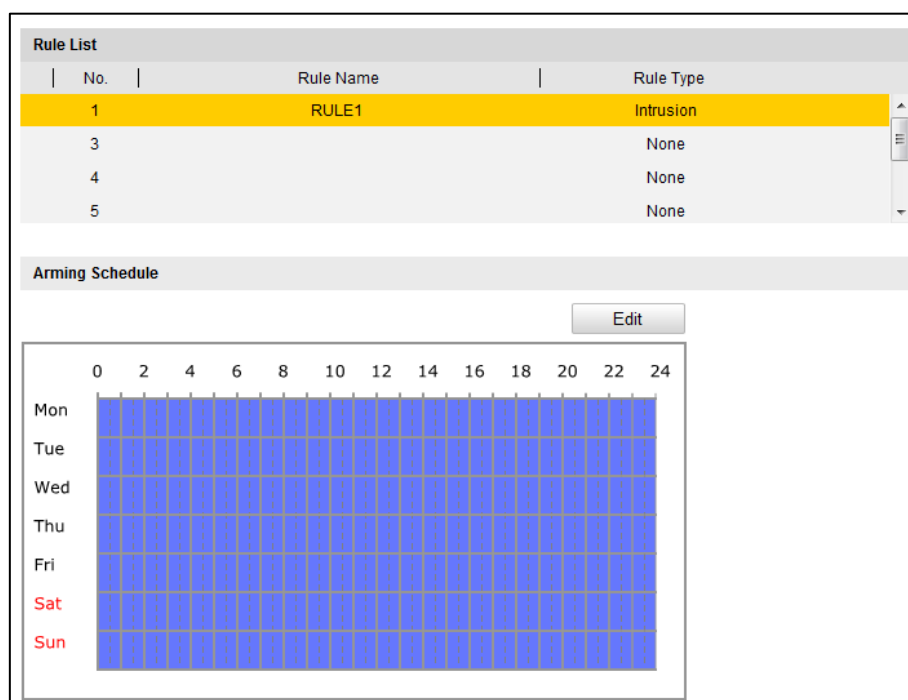 Rule List
No. Rule Name Rule Type
1 RULE1 Intrusion
3 None
4 None
5 None
Arming Schedule
Edit
0 2 4 6 8 10 12 14 16 18 20 22 24
Mon
Tue
Wed
Thu
Fri
Sat
Sun